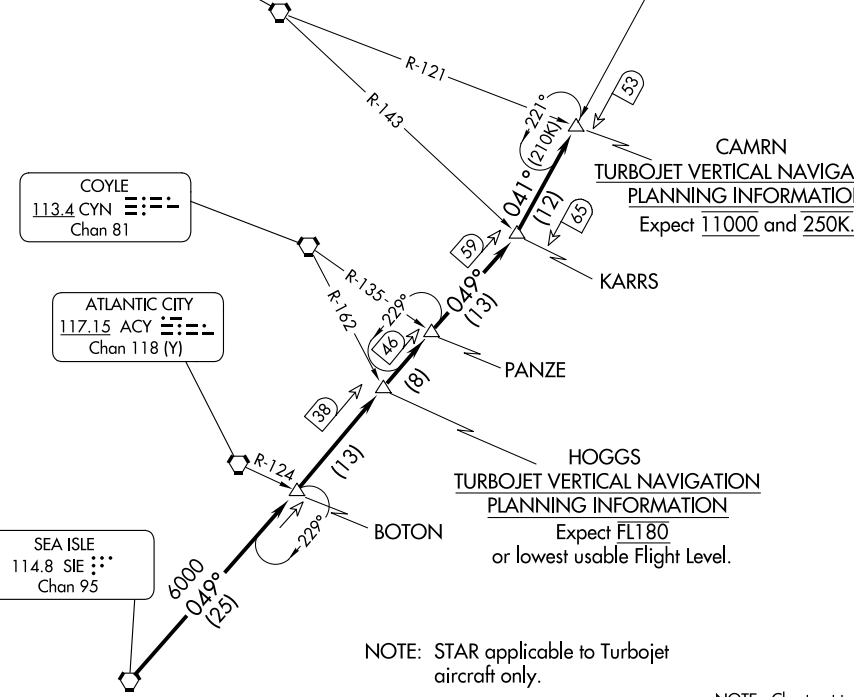 R-121
R-143
221°
(210K)
53
CAMRN
TURBOJET VERTICAL NAVIGA
PLANNING INFORMATIO
Expect 11000 and 250K.
041°
(12)
65
COYLE
113.4 CYN
Chan 81
59
KARRS
R-135
R-162
229°
049°
(13)
ATLANTIC CITY
117.15 ACY
Chan 118 (Y)
46
(8)
PANZE
38
(13)
HOGGS
TURBOJET VERTICAL NAVIGATION
PLANNING INFORMATION
Expect FL180
or lowest usable Flight Level.
R-124
229°
BOTON
SEA ISLE
114.8 SIE
Chan 95
6000
049°
(25)
NOTE: STAR applicable to Turbojet
aircraft only.